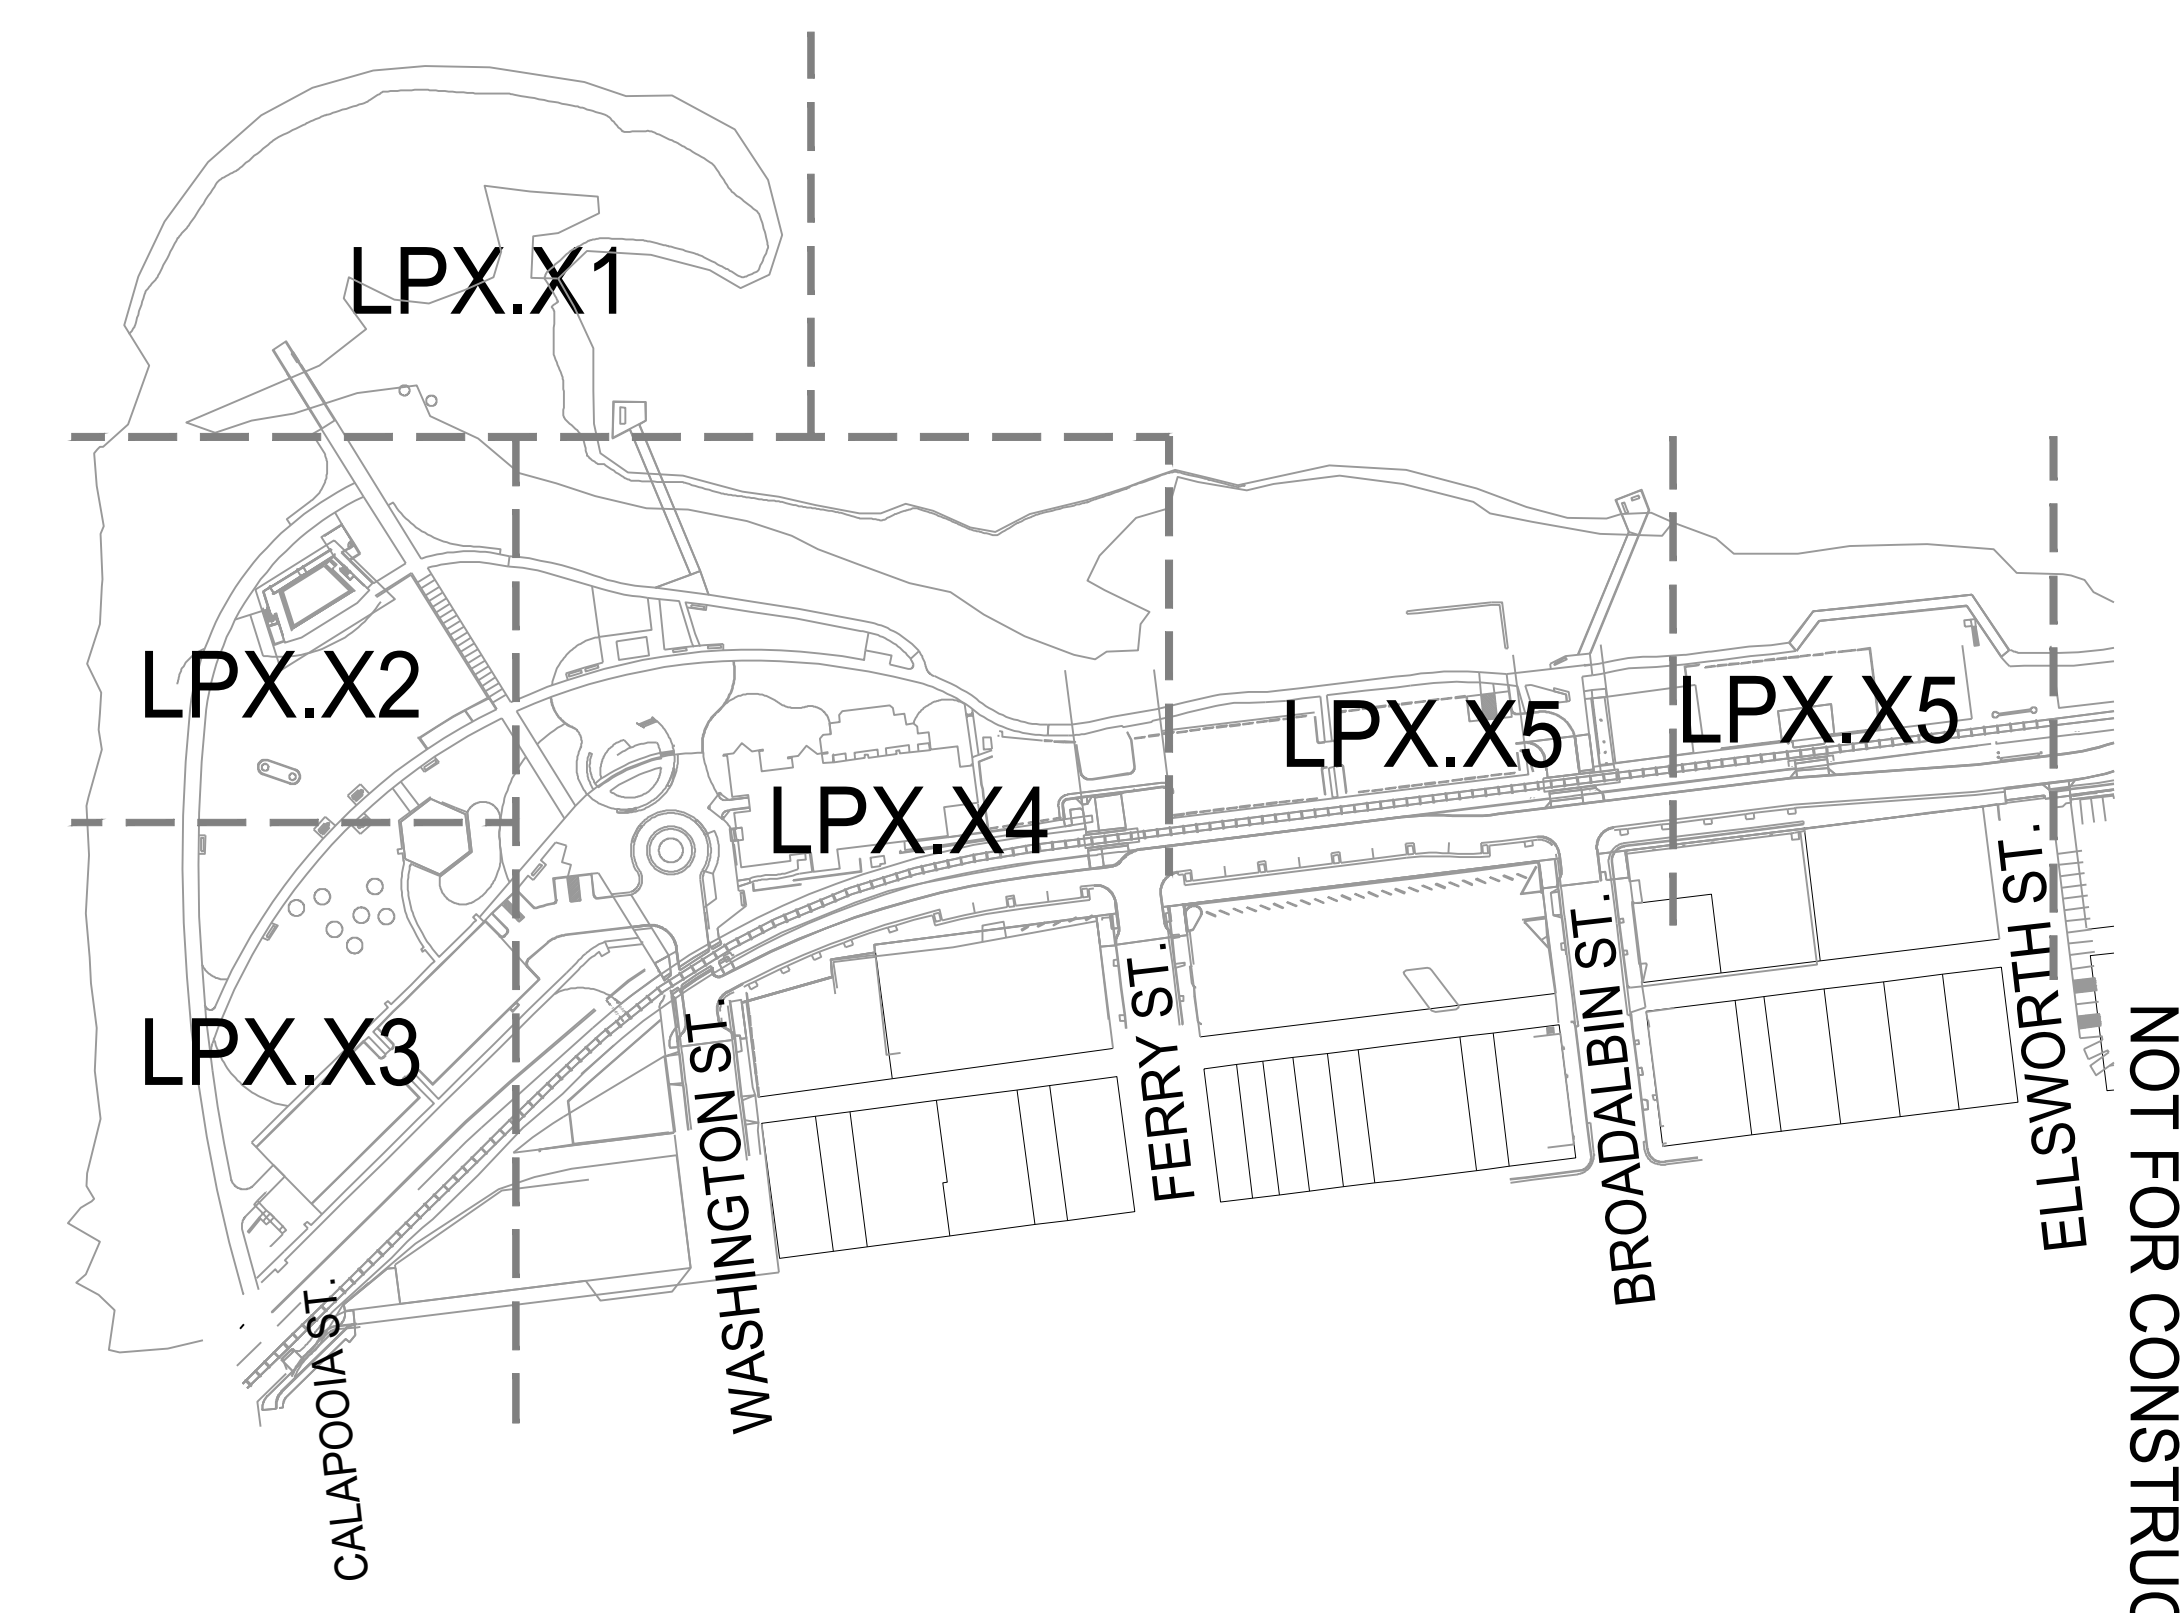 LPX.X1
LPX.X2
LPX.X5
LPX.X5
LPX.X4
LPX.X3
CALAPOOIA ST.
WASHINGTON ST.
FERRY ST.
BROADALBIN ST.
ELLSWORTH ST.
NOT FOR CONSTRUC